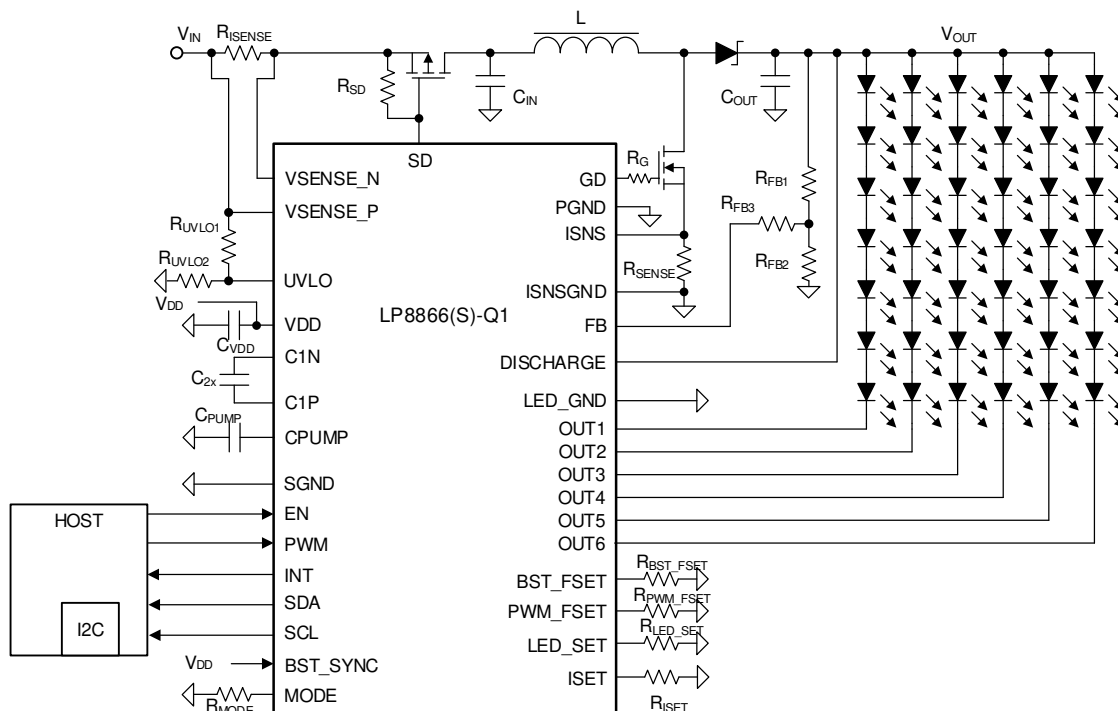 L
VIN
RISENSE
VOUT
RSD
CIN
COUT
SD
RG
GD
RFB1
VSENSE_N
VSENSE_P
PGND
RFB3
ISNS
RUVLO1
RSENSE
RFB2
RUVLO2
UVLO
ISNSGND
VDD
LP8866(S)-Q1
VDD
FB
CVDD
C1N
DISCHARGE
C2x
C1P
LED_GND
CPUMP
CPUMP
OUT1
OUT2
OUT3
SGND
OUT4
HOST
EN
OUT5
PWM
OUT6
RBST_FSET
INT
BST_FSET
RPWM_FSET
SDA
PWM_FSET
I2C
SCL
RLED_SET
LED_SET
VDD
BST_SYNC
ISET
MODE
RMODE
RISET